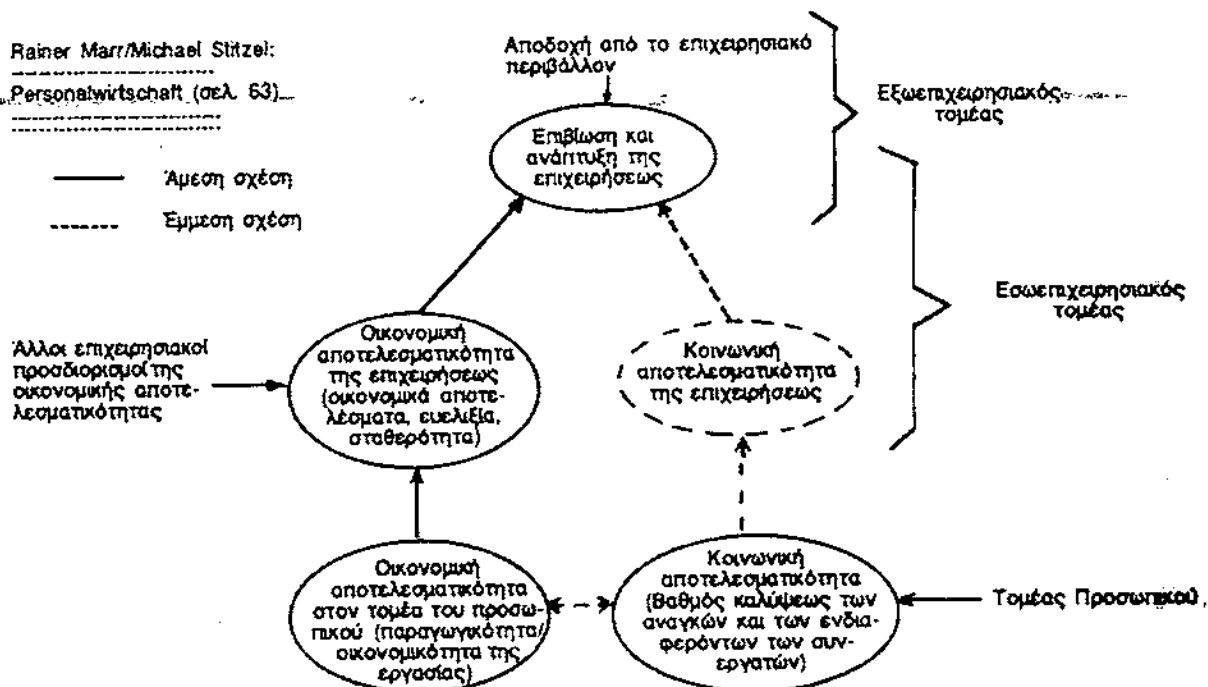 Rainer Marr/Michael Stitzel:
Personalwirtschaft (σελ. 63)
Άμεση σχέση
Έμμεση σχέση
Αποδοχή από το επιχειρησιακό
περιβάλλον
Εξωεπιχειρησιακός
τομέας
Επιβίωση και
ανάπτυξη της
επιχειρήσεως
Εσωεπιχειρησιακός
τομέας
Άλλοι επιχειρησιακοί
προσδιορισμοί της
οικονομικής αποτε-
λεσματικότητας
Οικονομική
αποτελεσματικότητα
της επιχειρήσεως
(οικονομικά αποτε-
λέσματα, ευελιξία,
σταθερότητα)
Κοινωνική
αποτελεσματικότητα
της επιχειρήσεως
Οικονομική
αποτελεσματικότητα
στον τομέα του προσω-
πικού (παραγωγικότητα/
οικονομικότητα της
εργασίας)
Κοινωνική
αποτελεσματικότητα
(Βαθμός καλύψεως των
αναγκών και των ενδια-
φερόντων των συν-
εργατών)
Τομέας Προσωπικού,